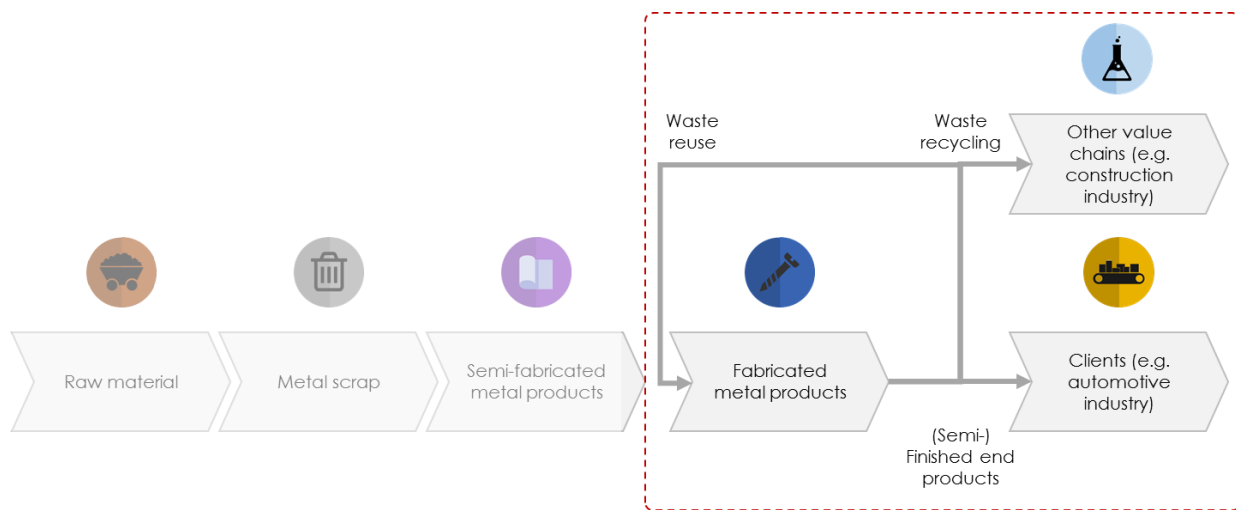 Waste
reuse
Waste
recycling
Other value
chains (e.g.
construction
industry)
Raw material
Metal scrap
Semi-fabricated
metal products
Fabricated
metal products
Clients (e.g.
automotive
industry)
(Semi-)
Finished end
products